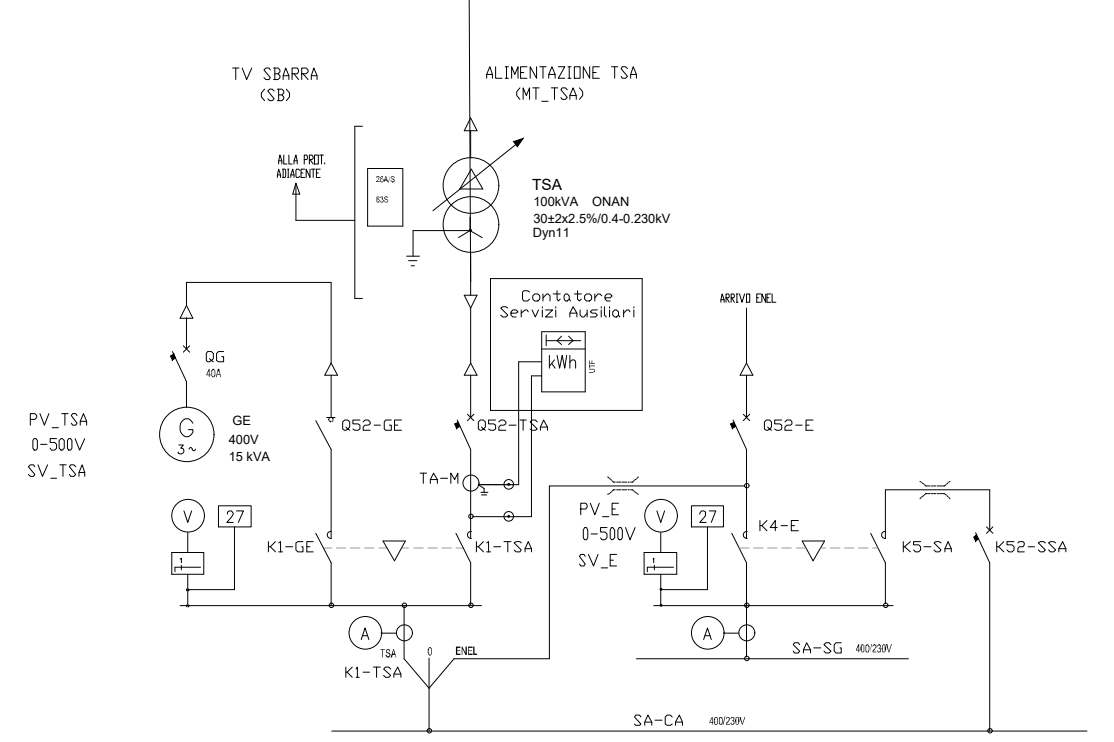 TV SBARRA
(SB)
ALIMENTAZIONE TSA
(MT_TSA)
ALLA PROT.
ADIACENTE
26A/S
63S
TSA
100kVA ONAN
30±2x2.5%/0.4-0.230kV
Dyn11
Contatore
Servizi Ausiliari
kWh
UTF
ARRIVO ENEL
QG
40A
G
3~
GE
400V
15 kVA
PV_TSA
0-500V
SV_TSA
Q52-GE
Q52-TSA
Q52-E
TA-M
V
27
K1-GE
K1-TSA
PV_E
0-500V
SV_E
V
27
K4-E
K5-SA
K52-SSA
A
TSA
0
ENEL
K1-TSA
A
SA-SG 400/230V
SA-CA 400/230V